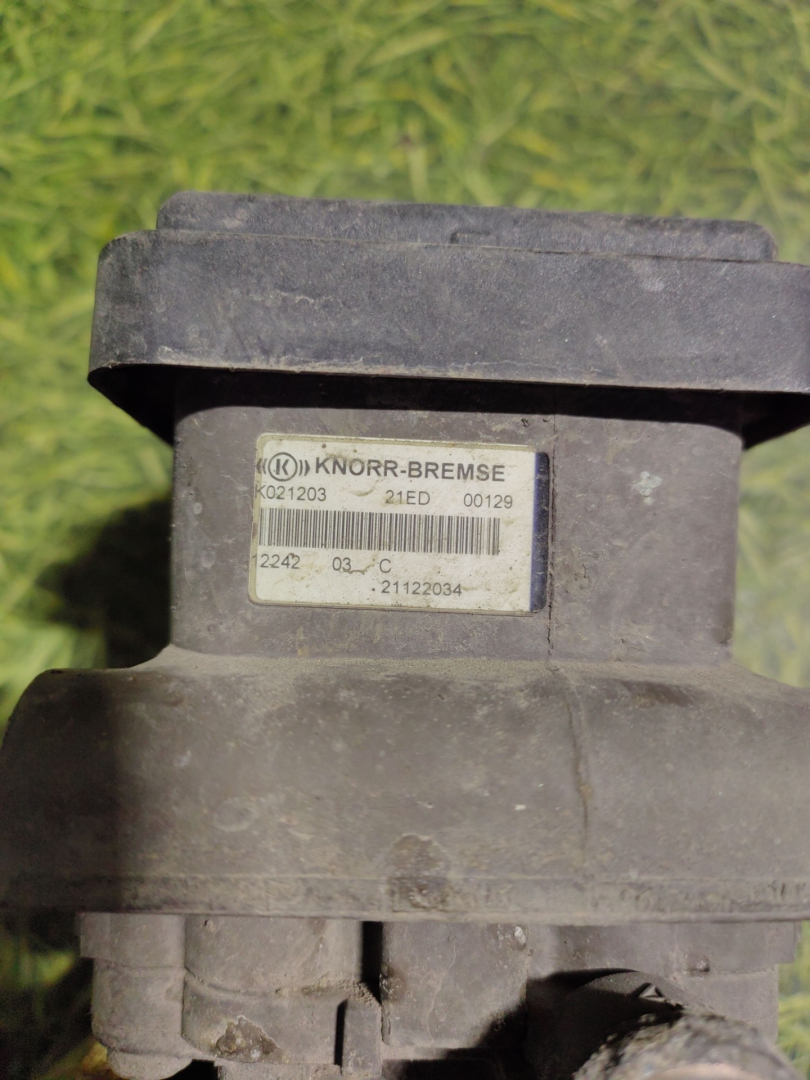 K KNORR-BREMSE
K021203 21ED 00129
12242 03 C
21122034